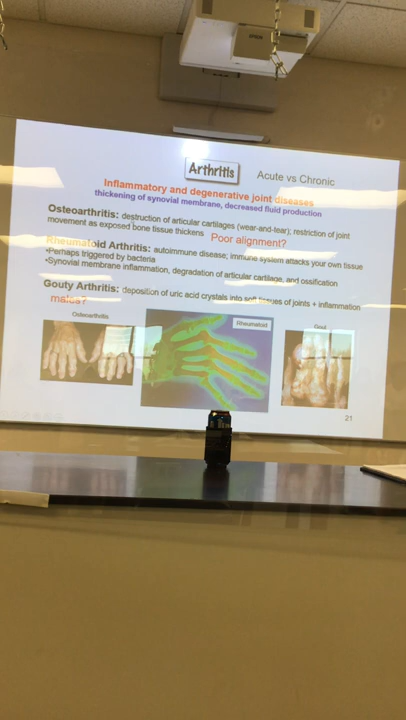 Arthritis
Acute vs Chronic
Inflammatory and degenerative joint diseases
thickening of synovial membrane, decreased fluid production
Osteoarthritis: destruction of articular cartilages (wear-and-tear); restriction of joint
movement as exposed bone tissue thickens Poor alignment?
Rheumatoid Arthritis: autoimmune disease; immune system attacks your own tissue
•Perhaps triggered by bacteria
•Synovial membrane inflammation, degradation of articular cartilage, and ossification
Gouty Arthritis: deposition of uric acid crystals into soft tissues of joints + inflammation
males?
Osteoarthritis
Rheumatoid
Gout
21